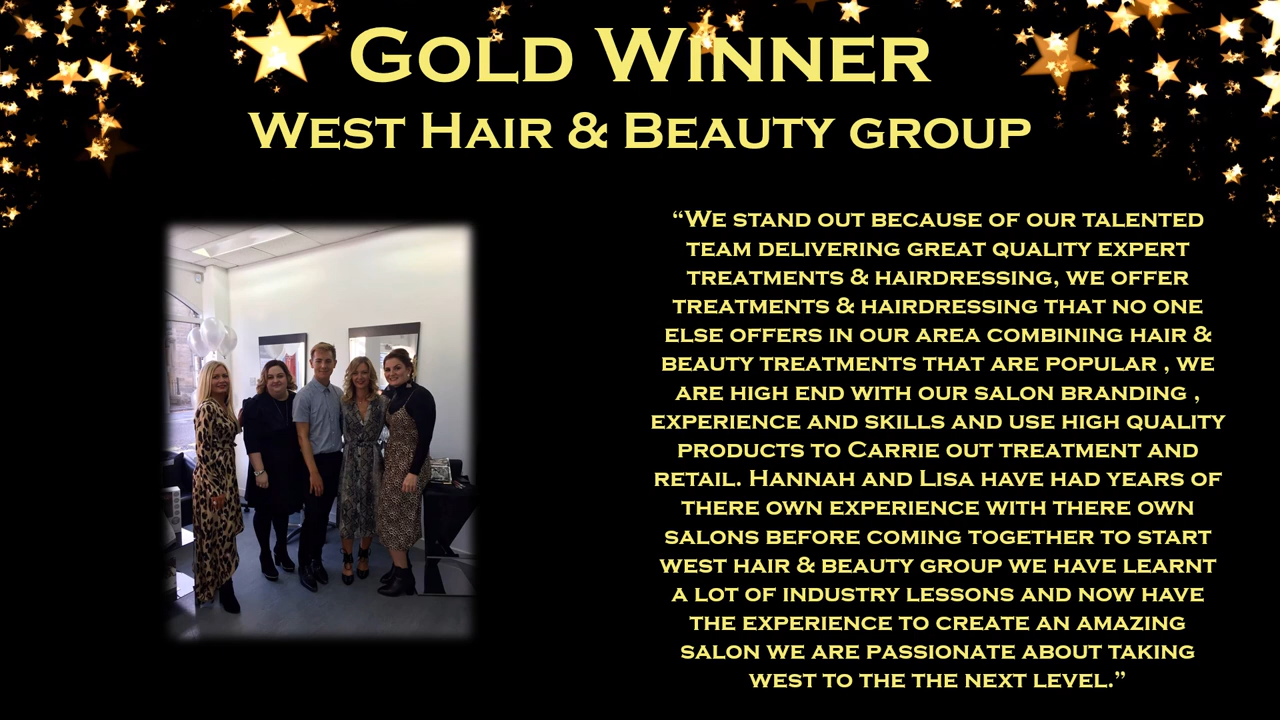 Gold Winner
West Hair & Beauty group
“We stand out because of our talented
team delivering great quality expert
treatments & hairdressing, we offer
treatments & hairdressing that no one
else offers in our area combining hair &
beauty treatments that are popular , we
are high end with our salon branding ,
experience and skills and use high quality
products to Carrie out treatment and
retail. Hannah and Lisa have had years of
there own experience with there own
salons before coming together to start
west hair & beauty group we have learnt
a lot of industry lessons and now have
the experience to create an amazing
salon we are passionate about taking
west to the the next level.”